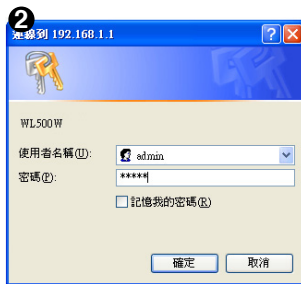 2
連線到 192.168.1.1
WL500W
使用者名稱(U):
admin
密碼(P):
*****
記憶我的密碼(R)
確定
取消